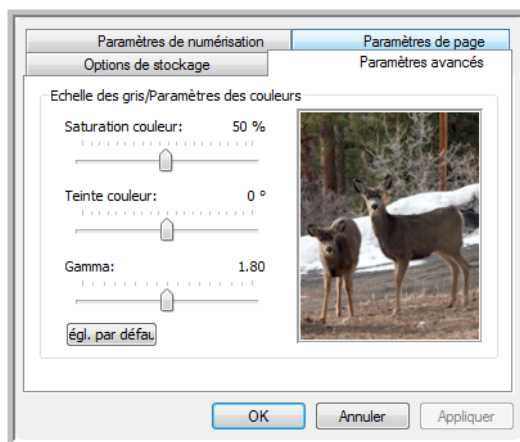 Paramètres de numérisation
Paramètres de page
Options de stockage
Paramètres avancés
Echelle des gris/Paramètres des couleurs
Saturation couleur: 50 %
Teinte couleur: 0 °
Gamma: 1.80
égl. par défau
OK
Annuler
Appliquer